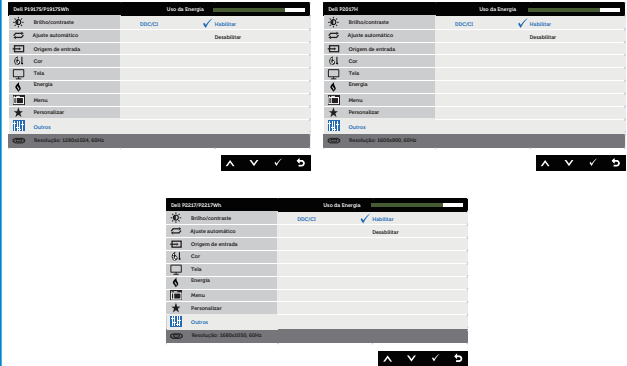 Dell P1917S/P1917SWh Uso da Energia
Brilho/contraste DDC/CI Habilitar
Ajuste automático Desabilitar
Origem de entrada
Cor
Tela
Energia
Menu
Personalizar
Outros
Resolução: 1280x1024, 60Hz
Dell P2017H Uso da Energia
Brilho/contraste DDC/CI Habilitar
Ajuste automático Desabilitar
Origem de entrada
Cor
Tela
Energia
Menu
Personalizar
Outros
Resolução: 1600x900, 60Hz
Dell P2217/P2217Wh Uso da Energia
Brilho/contraste DDC/CI Habilitar
Ajuste automático Desabilitar
Origem de entrada
Cor
Tela
Energia
Menu
Personalizar
Outros
Resolução: 1680x1050, 60Hz